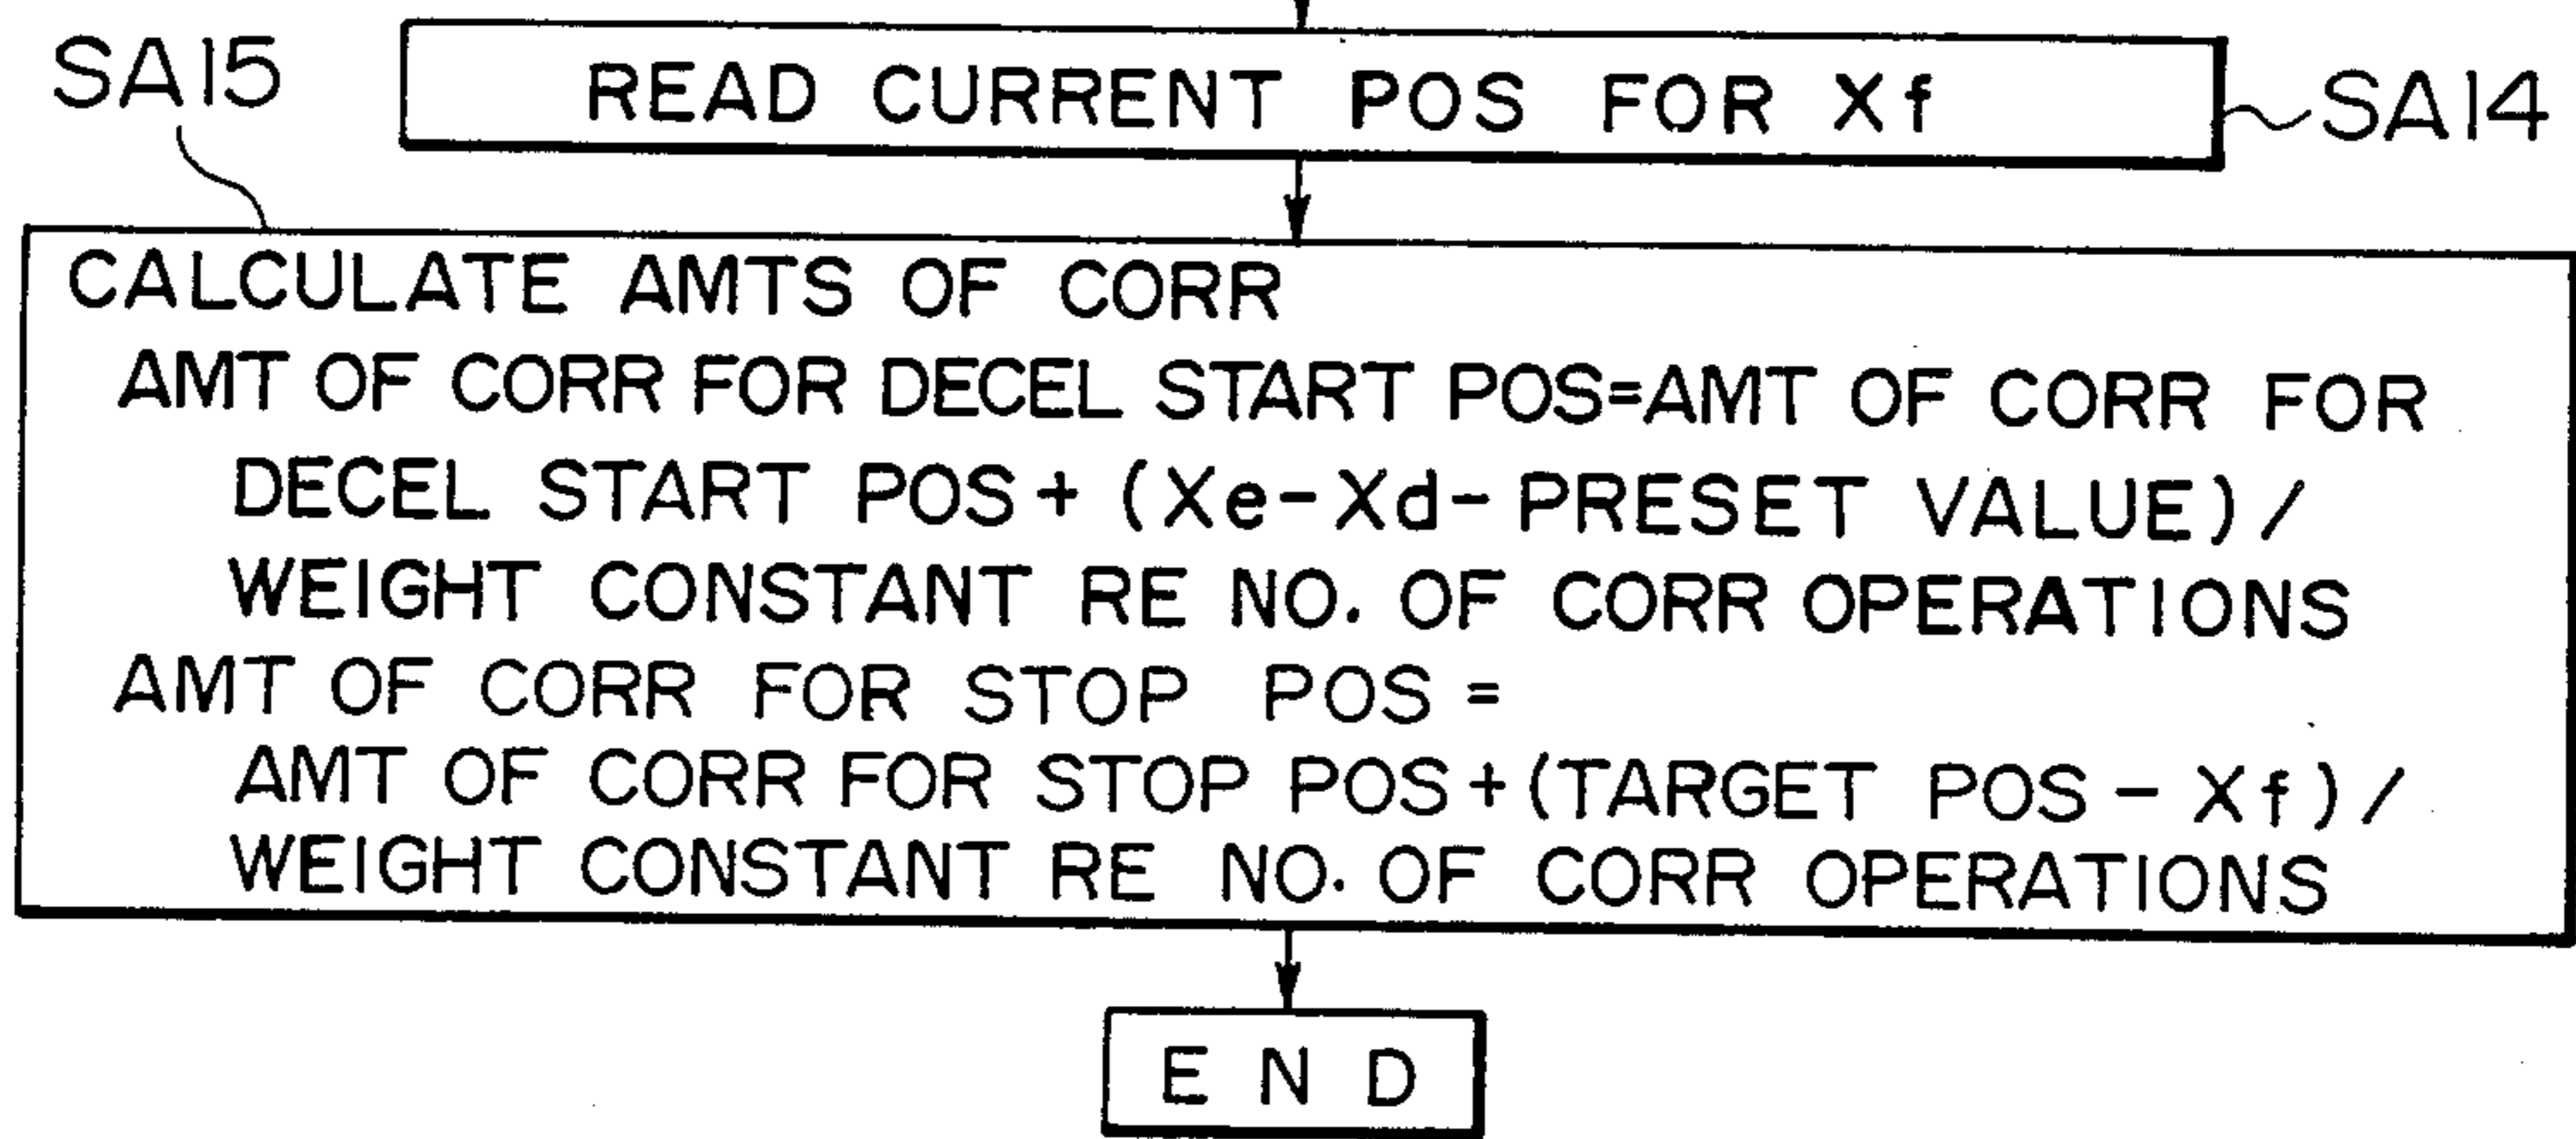 SA15
READ CURRENT POS FOR Xf
SA14
CALCULATE AMTS OF CORR
AMT OF CORR FOR DECEL START POS=AMT OF CORR FOR
DECEL START POS + (Xe-Xd-PRESET VALUE) /
WEIGHT CONSTANT RE NO. OF CORR OPERATIONS
AMT OF CORR FOR STOP POS =
AMT OF CORR FOR STOP POS + (TARGET POS - Xf) /
WEIGHT CONSTANT RE NO. OF CORR OPERATIONS
END